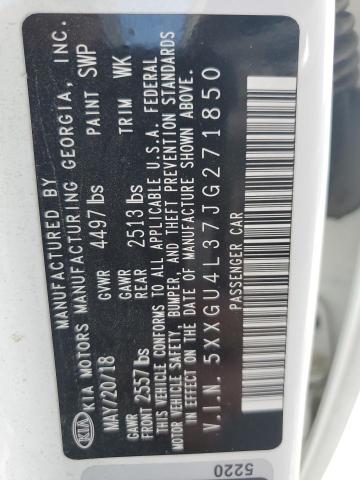 KIA
MANUFACTURED BY
KIA MOTORS MANUFACTURING GEORGIA, INC.
MAY/20/18 GVWR 4497 lbs PAINT SWP
GAWR FRONT 2557 lbs GAWR REAR 2513 lbs TRIM WK
THIS VEHICLE CONFORMS TO ALL APPLICABLE U.S.A. FEDERAL
MOTOR VEHICLE SAFETY, BUMPER, AND THEFT PREVENTION STANDARDS
IN EFFECT ON THE DATE OF MANUFACTURE SHOWN ABOVE.
V.I.N. 5XXGU4L37JG271850
PASSENGER CAR
5220